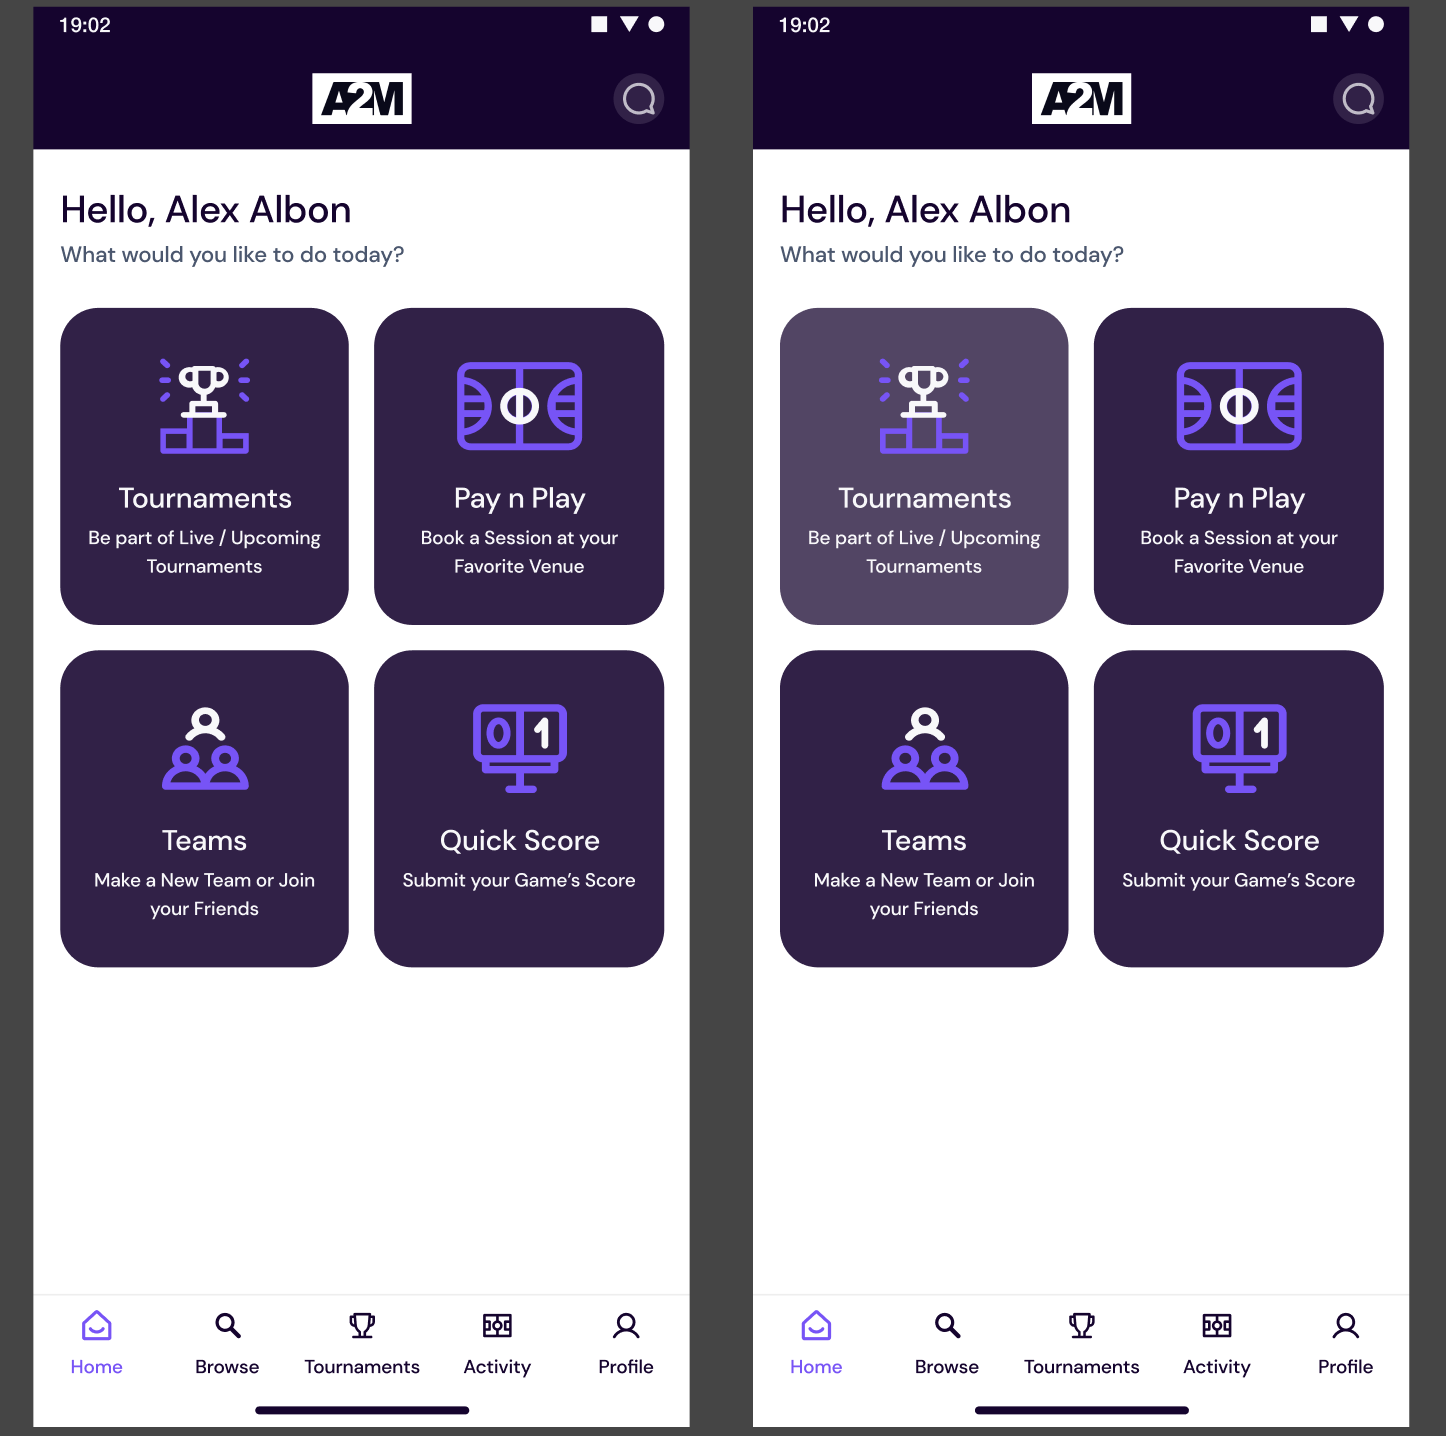 19:02
A2M
Hello, Alex Albon
What would you like to do today?
Tournaments
Be part of Live / Upcoming
Tournaments
Pay n Play
Book a Session at your
Favorite Venue
0 1
Teams
Make a New Team or Join
your Friends
Quick Score
Submit your Game's Score
Home
Browse
Tournaments
Activity
Profile
19:02
A2M
Hello, Alex Albon
What would you like to do today?
Tournaments
Be part of Live / Upcoming
Tournaments
Pay n Play
Book a Session at your
Favorite Venue
0 1
Teams
Make a New Team or Join
your Friends
Quick Score
Submit your Game's Score
Home
Browse
Tournaments
Activity
Profile